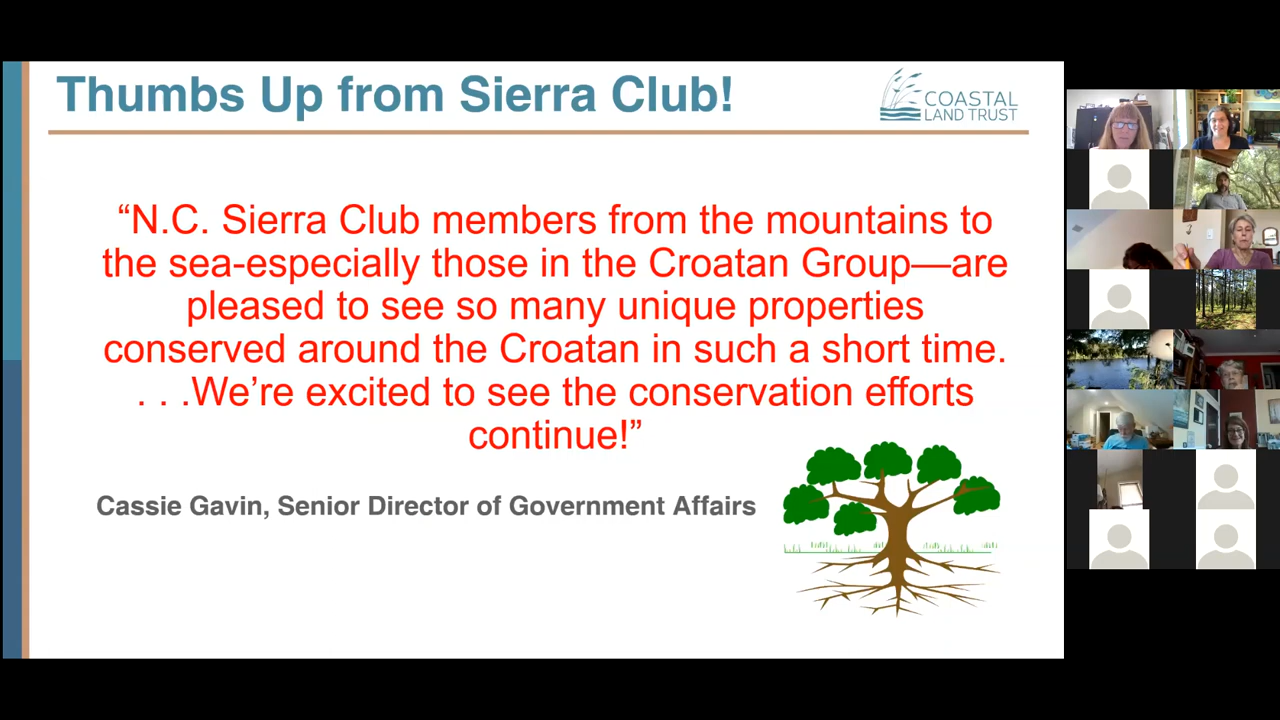 Thumbs Up from Sierra Club!
COASTAL
LAND TRUST
“N.C. Sierra Club members from the mountains to
the sea-especially those in the Croatan Group—are
pleased to see so many unique properties
conserved around the Croatan in such a short time.
. . .We’re excited to see the conservation efforts
continue!”
Cassie Gavin, Senior Director of Government Affairs